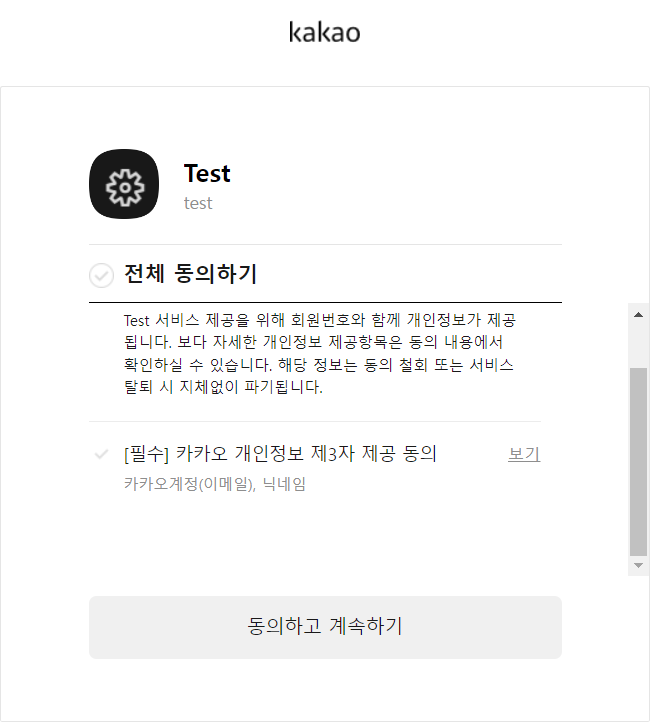 kakao
Test
test
전체 동의하기
Test 서비스 제공을 위해 회원번호와 함께 개인정보가 제공
됩니다. 보다 자세한 개인정보 제공항목은 동의 내용에서
확인하실 수 있습니다. 해당 정보는 동의 철회 또는 서비스
탈퇴 시 지체없이 파기됩니다.
[필수] 카카오 개인정보 제3자 제공 동의 보기
카카오계정(이메일), 닉네임
동의하고 계속하기